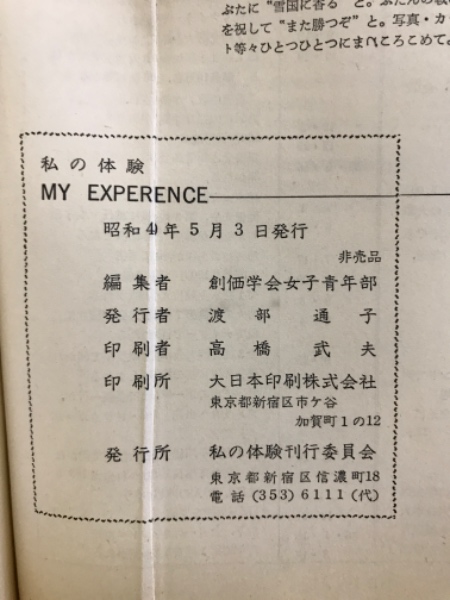 ぶたに“雪国に香る”と。
を祝して“また勝つぞ”と。写真・カ
ト等々ひとつひとつにまごころこめて。
私の体験
MY EXPERENCE
昭和4年5月3日発行
非売品
編集者 創価学会女子青年部
発行者 渡部通子
印刷者 高橋武夫
印刷所 大日本印刷株式会社
東京都新宿区市ケ谷
加賀町1の12
発行所 私の体験刊行委員会
東京都新宿区信濃町18
電話(353)6111(代)